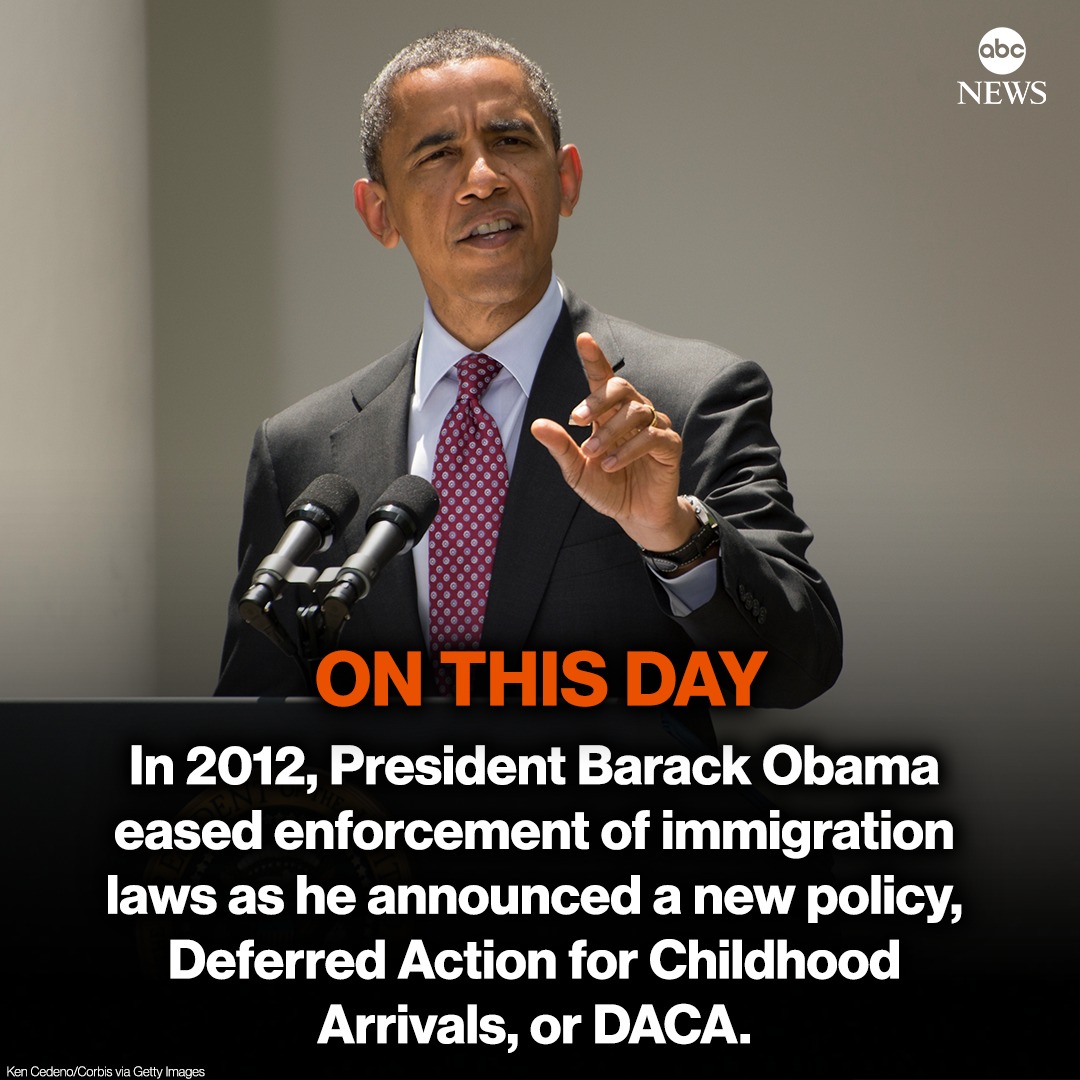 abc
NEWS
ON THIS DAY
In 2012, President Barack Obama
eased enforcement of immigration
laws as he announced a new policy,
Deferred Action for Childhood
Arrivals, or DACA.
Ken Cedeno/Corbis via Getty Images